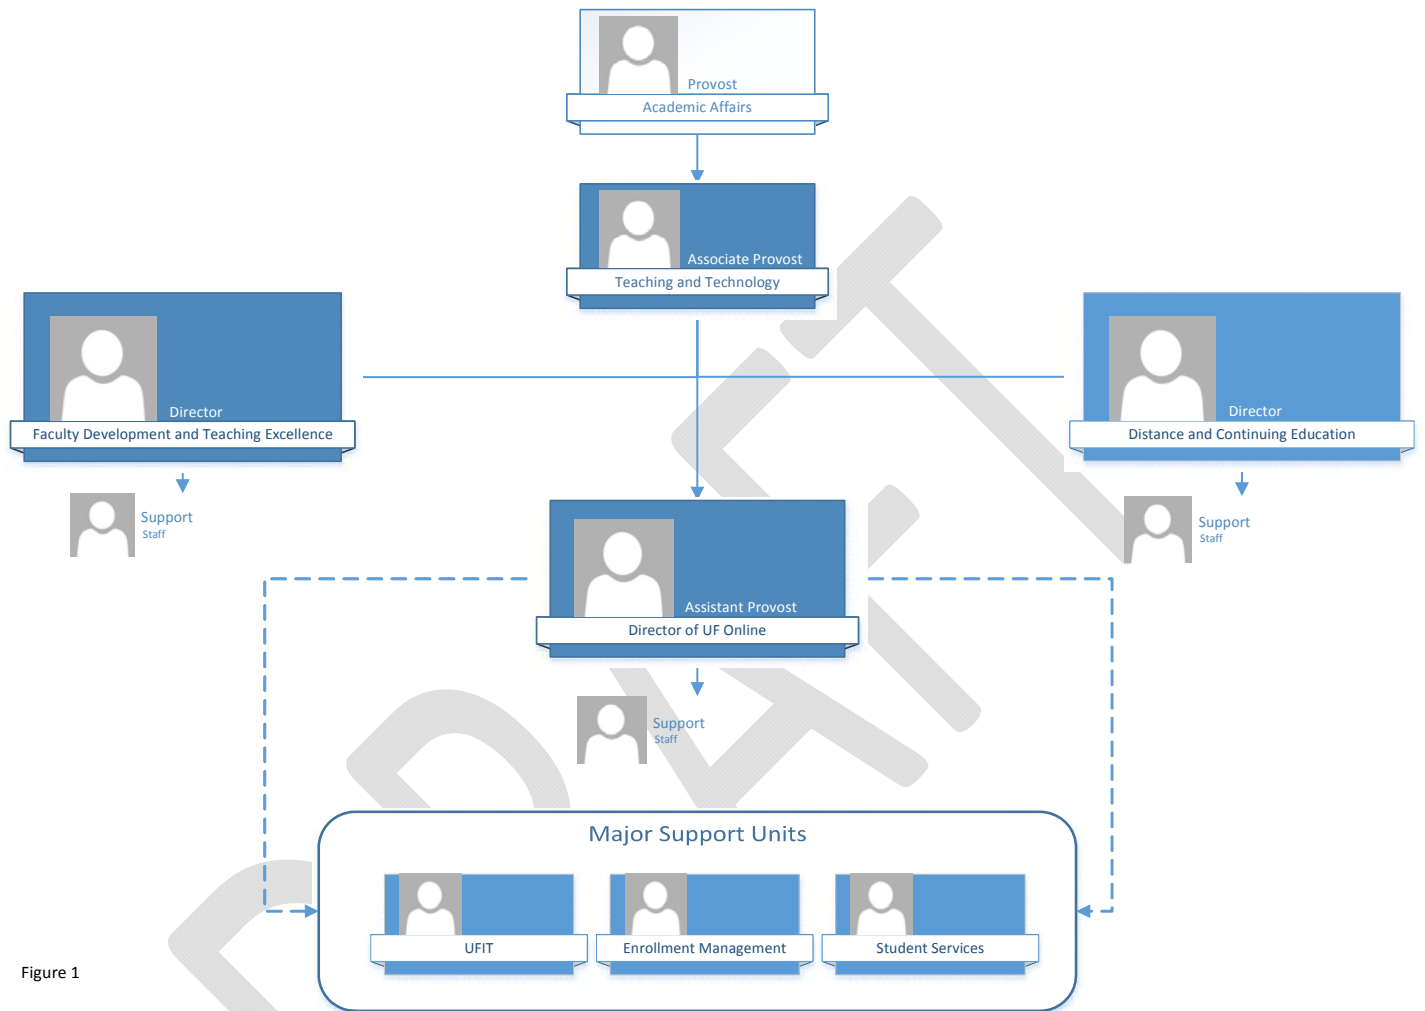 Provost
Academic Affairs
Associate Provost
Teaching and Technology
Director
Faculty Development and Teaching Excellence
Director
Distance and Continuing Education
Support
Staff
Support
Staff
Assistant Provost
Director of UF Online
Support
Staff
Major Support Units
UFIT
Enrollment Management
Student Services
Figure 1
DRAFT